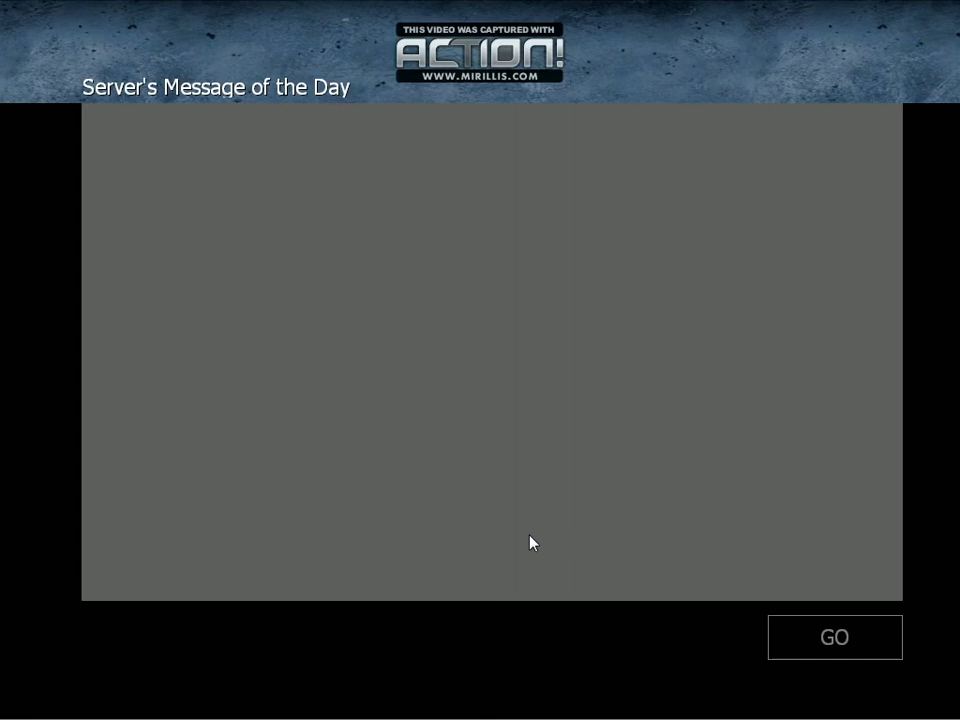 THIS VIDEO WAS CAPTURED WITH
ACTION!
WWW.MIRILLIS.COM
Server's Message of the Day
GO